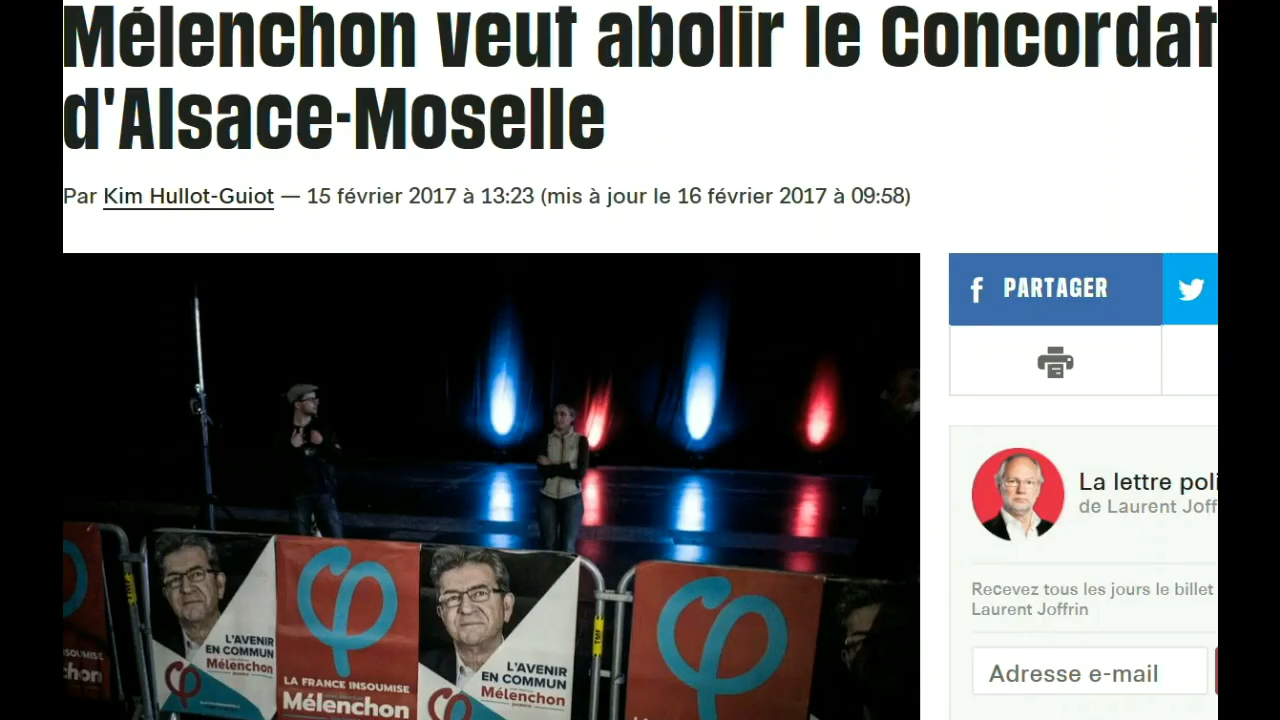 Mélenchon veut abolir le Concordat
d'Alsace-Moselle
Par Kim Hullot-Guiot — 15 février 2017 à 13:23 (mis à jour le 16 février 2017 à 09:58)
f PARTAGER
La lettre poli
de Laurent Joff
Recevez tous les jours le billet
Laurent Joffrin
Adresse e-mail
L'AVENIR
EN COMMUN
Mélenchon
LA FRANCE INSOUMISE
Mélenchon
L'AVENIR
EN COMMUN
Mélenchon